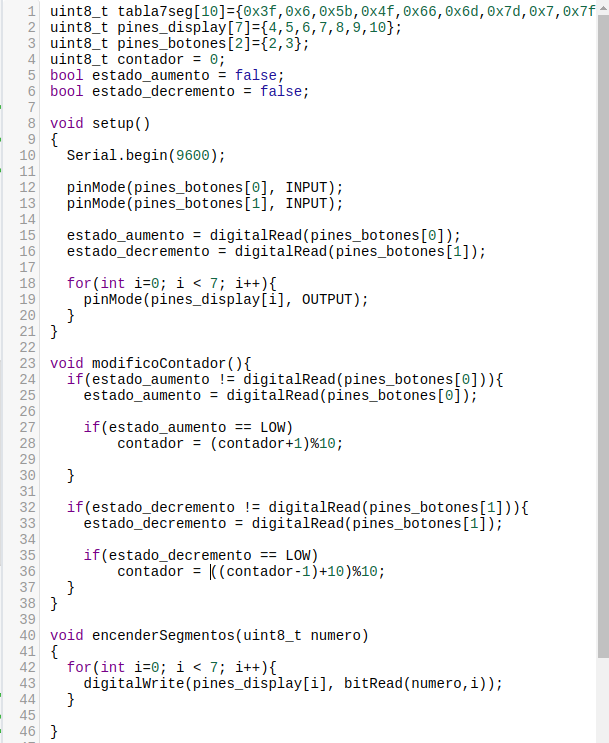 1 uint8_t tabla7seg[10]={0x3f,0x6,0x5b,0x4f,0x66,0x6d,0x7d,0x7,0x7f
2 uint8_t pines_display[7]={4,5,6,7,8,9,10};
3 uint8_t pines_botones[2]={2,3};
4 uint8_t contador = 0;
5 bool estado_aumento = false;
6 bool estado_decremento = false;
7
8 void setup()
9 {
10   Serial.begin(9600);
11
12   pinMode(pines_botones[0], INPUT);
13   pinMode(pines_botones[1], INPUT);
14
15   estado_aumento = digitalRead(pines_botones[0]);
16   estado_decremento = digitalRead(pines_botones[1]);
17
18   for(int i=0; i < 7; i++){
19     pinMode(pines_display[i], OUTPUT);
20   }
21 }
22
23 void modificoContador(){
24   if(estado_aumento != digitalRead(pines_botones[0])){
25     estado_aumento = digitalRead(pines_botones[0]);
26
27     if(estado_aumento == LOW)
28         contador = (contador+1)%10;
29
30   }
31
32   if(estado_decremento != digitalRead(pines_botones[1])){
33     estado_decremento = digitalRead(pines_botones[1]);
34
35     if(estado_decremento == LOW)
36         contador = ((contador-1)+10)%10;
37   }
38 }
39
40 void encenderSegmentos(uint8_t numero)
41 {
42   for(int i=0; i < 7; i++){
43     digitalWrite(pines_display[i], bitRead(numero,i));
44   }
45
46 }